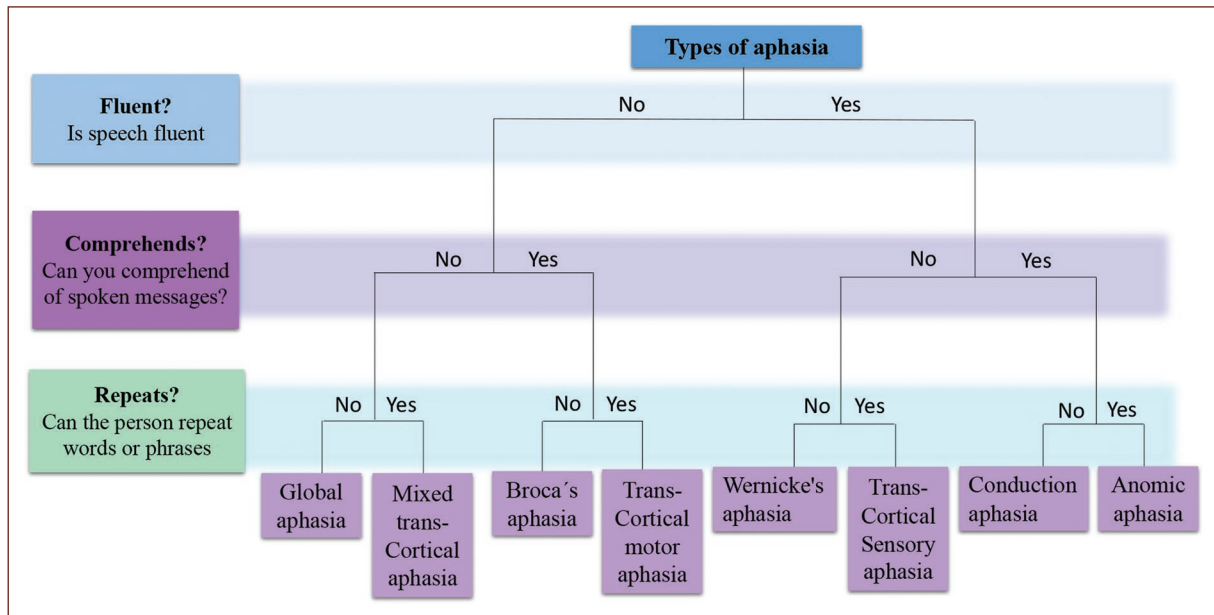 Types of aphasia
Fluent?
Is speech fluent
No Yes
Comprehends?
Can you comprehend
of spoken messages?
No Yes No Yes
Repeats?
Can the person repeat
words or phrases
No Yes No Yes No Yes No Yes
Global
aphasia
Mixed
trans-
Cortical
aphasia
Broca´s
aphasia
Trans-
Cortical
motor
aphasia
Wernicke's
aphasia
Trans-
Cortical
Sensory
aphasia
Conduction
aphasia
Anomic
aphasia